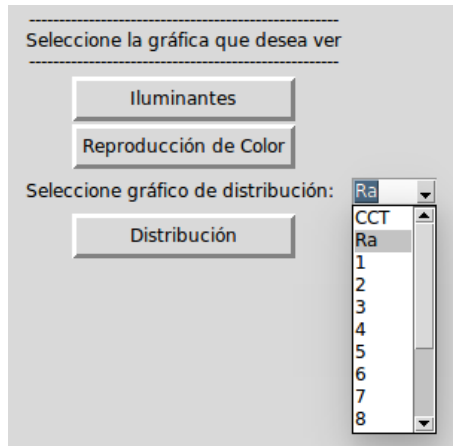 ------------------------------------------------
Seleccione la gráfica que desea ver
------------------------------------------------
Iluminantes
Reproducción de Color
Seleccione gráfico de distribución: Ra
Distribución
CCT
Ra
1
2
3
4
5
6
7
8